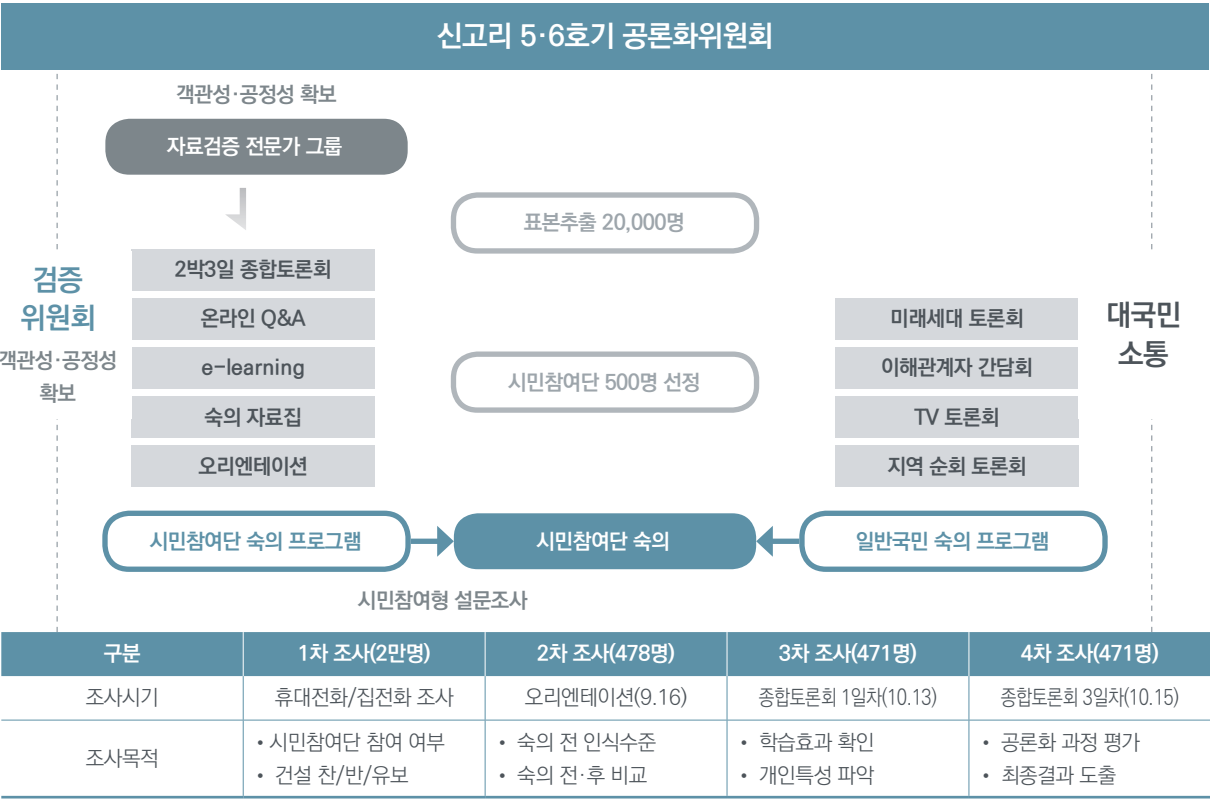 신고리 5·6호기 공론화위원회
객관성·공정성 확보
자료검증 전문가 그룹
표본추출 20,000명
검증
위원회
객관성·공정성
확보
2박3일 종합토론회
온라인 Q&A
e-learning
숙의 자료집
오리엔테이션
시민참여단 500명 선정
미래세대 토론회
이해관계자 간담회
TV 토론회
지역 순회 토론회
대국민
소통
시민참여단 숙의 프로그램
시민참여단 숙의
일반국민 숙의 프로그램
시민참여형 설문조사
구분 1차 조사(2만명) 2차 조사(478명) 3차 조사(471명) 4차 조사(471명)
조사시기 휴대전화/집전화 조사 오리엔테이션(9.16) 종합토론회 1일차(10.13) 종합토론회 3일차(10.15)
조사목적
• 시민참여단 참여 여부 • 숙의 전 인식수준 • 학습효과 확인 • 공론화 과정 평가
• 건설 찬/반/유보 • 숙의 전·후 비교 • 개인특성 파악 • 최종결과 도출